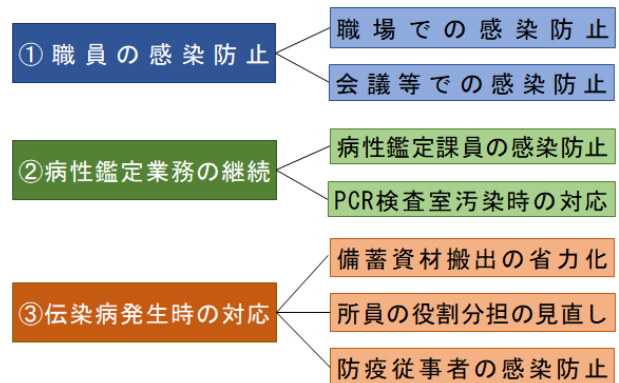 ①職員の感染防止
職場での感染防止
会議等での感染防止
②病性鑑定業務の継続
病性鑑定課員の感染防止
PCR検査室汚染時の対応
③伝染病発生時の対応
備蓄資材搬出の省力化
所員の役割分担の見直し
防疫従事者の感染防止